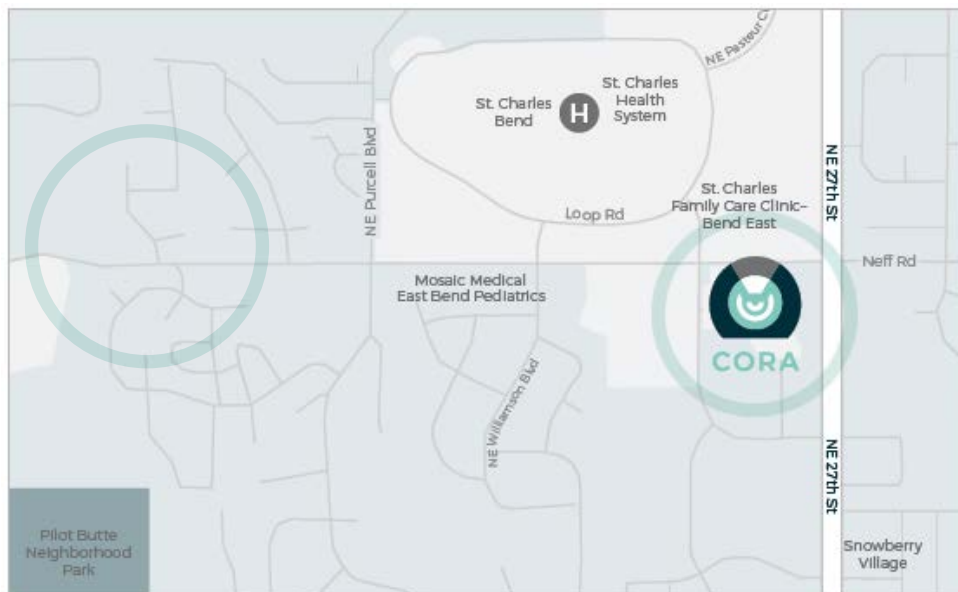 NE Pasteur
St. Charles
Bend
H
St. Charles
Health
System
NE Purcell Blvd
NE 27th St
St. Charles
Family Care Clinic–
Bend East
Loop Rd
Neff Rd
Mosaic Medical
East Bend Pediatrics
CORA
NE Williamson Blvd
NE 27th St
Pilot Butte
Neighborhood
Park
Snowberry
Village